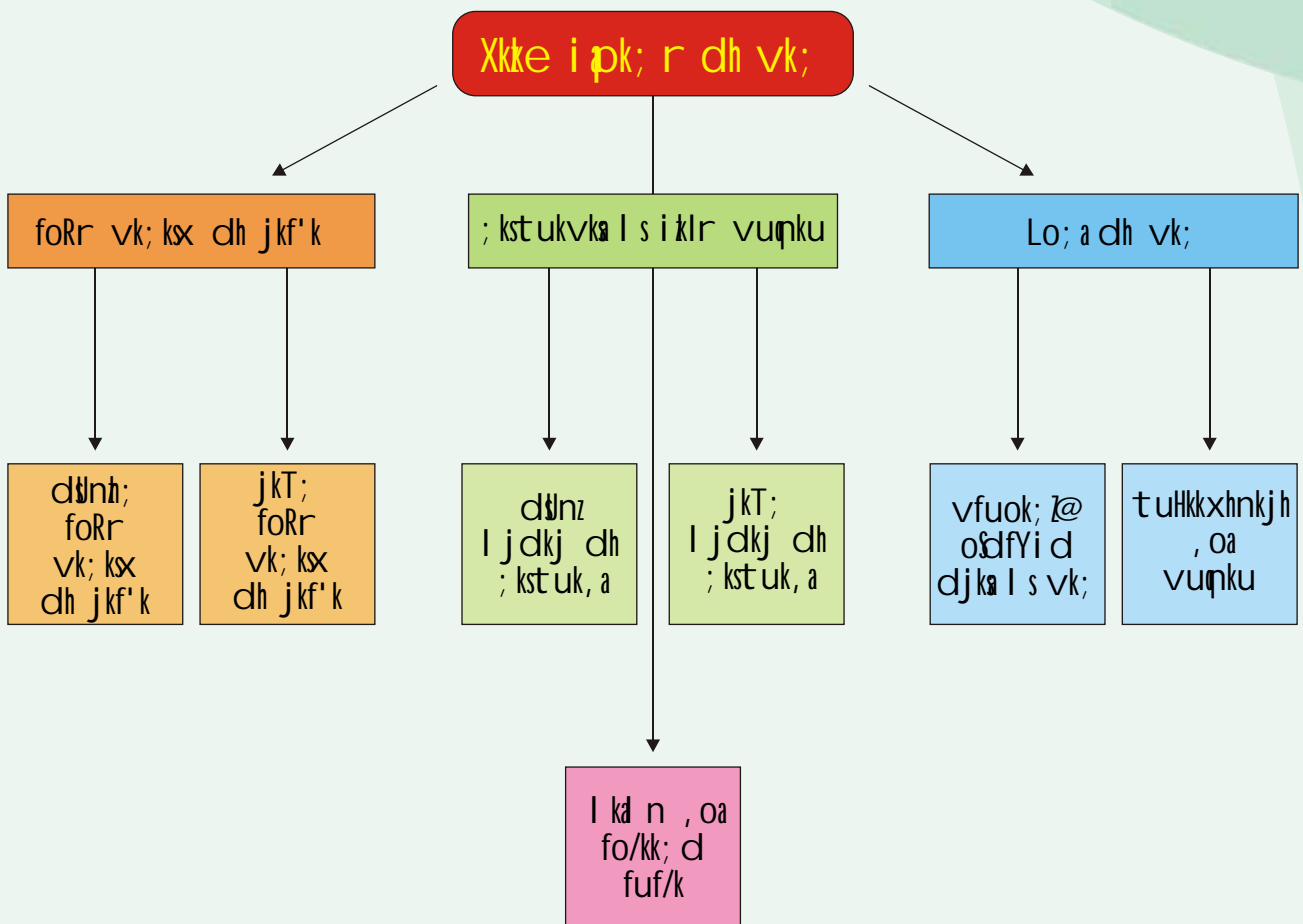 Xkkke iapk; r dh vk;
foRr vk; ksx dh jkf'k
; kstukvksa ls izkIr vuqnku
Lo; a dh vk;
dsUnzh;
foRr
vk; ksx
dh jkf'k
jkT;
foRr
vk; ksx
dh jkf'k
dsUnz
ljdkj dh
; kstuk, a
jkT;
ljdkj dh
; kstuk, a
vfuok; Z@
oSdfYid
djksa ls vk;
tuHkkxhnkjh
, oa
vuqnku
lkaln , oa
fo/kk; d
fuf/k